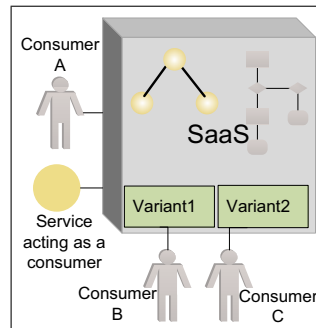 Consumer
A
SaaS
Service
acting as a
consumer
Variant1
Variant2
Consumer
B
Consumer
C